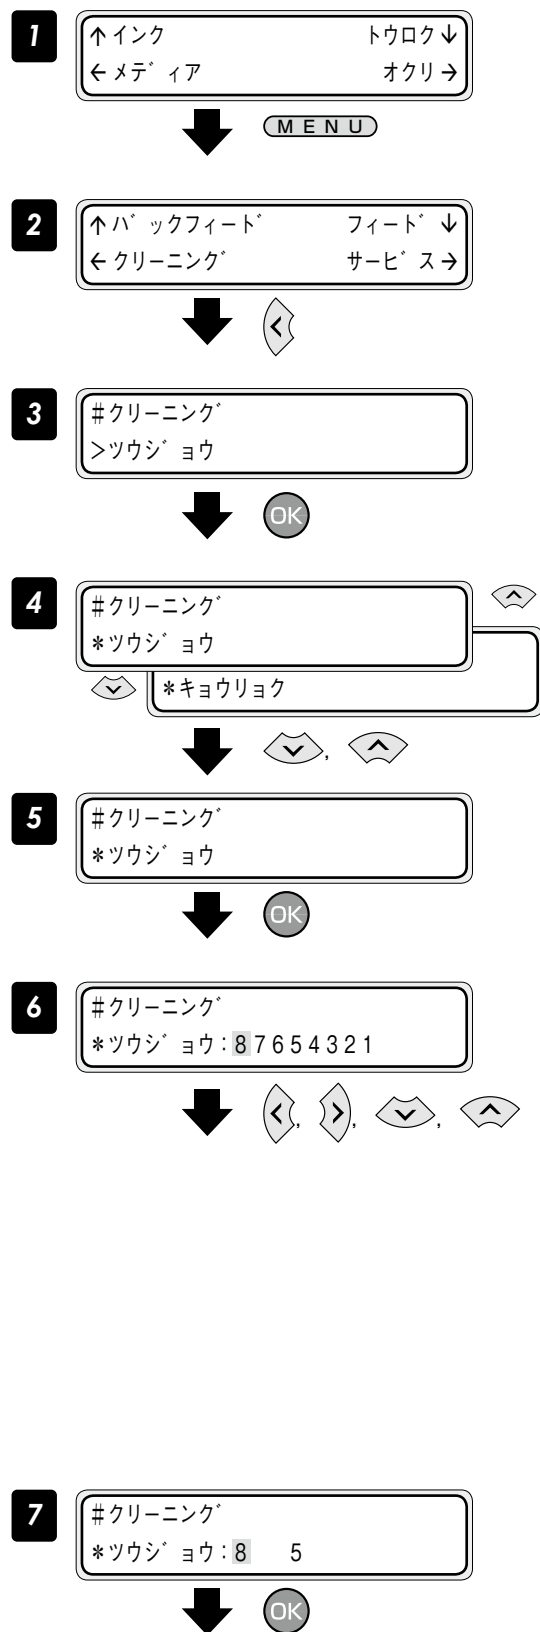 1
↑インク トウロク↓
←メディア オクリ→
MENU
2
↑バックフィード フィード↓
←クリーニング サービス→
3
#クリーニング
>ツウジョウ
OK
4
#クリーニング
*ツウジョウ
*キョウリョク
,
5
#クリーニング
*ツウジョウ
OK
6
#クリーニング
*ツウジョウ:87654321
, , ,
7
#クリーニング
*ツウジョウ:8 5
OK